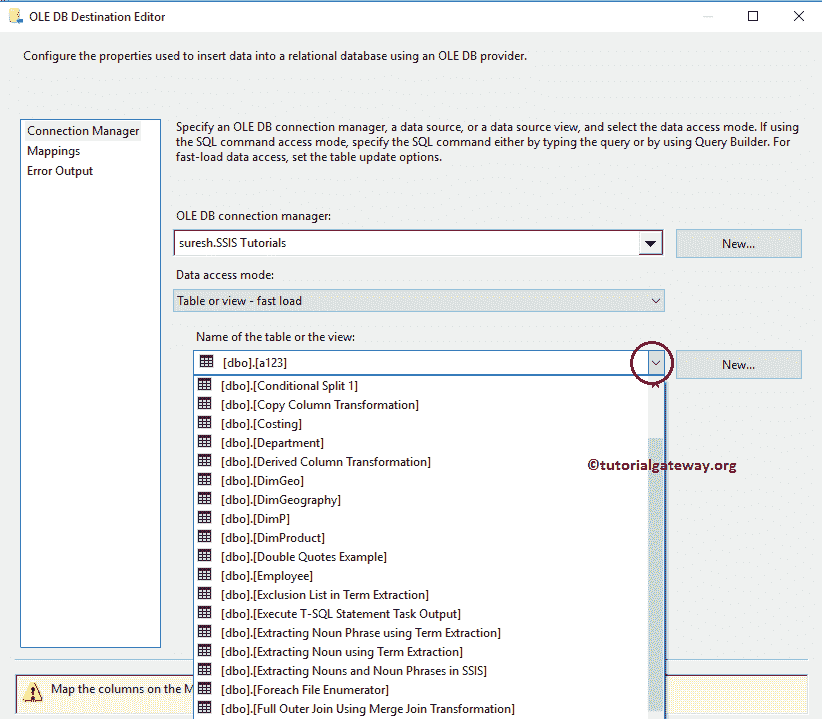 OLE DB Destination Editor
Configure the properties used to insert data into a relational database using an OLE DB provider.
Connection Manager
Mappings
Error Output
Specify an OLE DB connection manager, a data source, or a data source view, and select the data access mode. If using
the SQL command access mode, specify the SQL command either by typing the query or by using Query Builder. For
fast-load data access, set the table update options.
OLE DB connection manager:
suresh.SSIS Tutorials
New...
Data access mode:
Table or view - fast load
Name of the table or the view:
[dbo].[a123]
New...
[dbo].[Conditional Split 1]
[dbo].[Copy Column Transformation]
[dbo].[Costing]
[dbo].[Department]
[dbo].[Derived Column Transformation]
©tutorialgateway.org
[dbo].[DimGeo]
[dbo].[DimGeography]
[dbo].[DimP]
[dbo].[DimProduct]
[dbo].[Double Quotes Example]
[dbo].[Employee]
[dbo].[Exclusion List in Term Extraction]
[dbo].[Execute T-SQL Statement Task Output]
[dbo].[Extracting Noun Phrase using Term Extraction]
[dbo].[Extracting Noun using Term Extraction]
[dbo].[Extracting Nouns and Noun Phrases in SSIS]
[dbo].[Foreach File Enumerator]
[dbo].[Full Outer Join Using Merge Join Transformation]
Map the columns on the M